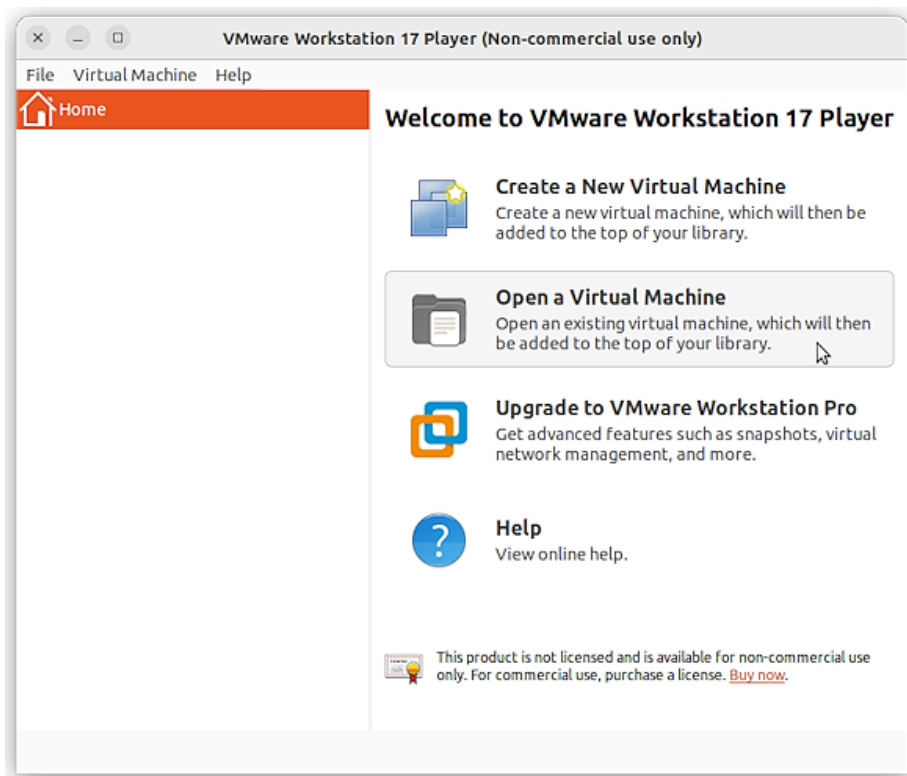 VMware Workstation 17 Player (Non-commercial use only)
File Virtual Machine Help
Home
Welcome to VMware Workstation 17 Player
Create a New Virtual Machine
Create a new virtual machine, which will then be
added to the top of your library.
Open a Virtual Machine
Open an existing virtual machine, which will then
be added to the top of your library.
Upgrade to VMware Workstation Pro
Get advanced features such as snapshots, virtual
network management, and more.
?
Help
View online help.
This product is not licensed and is available for non-commercial use
only. For commercial use, purchase a license. Buy now.